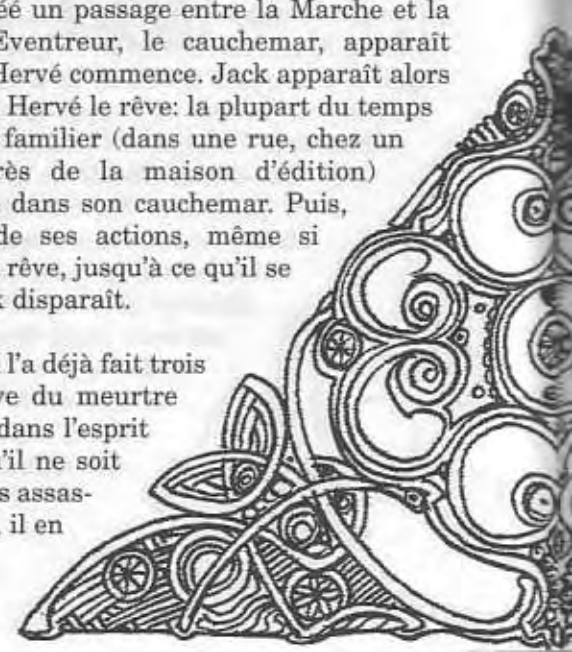 éé un passage entre la Marche et la
Eventreur, le cauchemar, apparaît
Hervé commence. Jack apparaît alors
Hervé le rêve: la plupart du temps
familier (dans une rue, chez un
rès de la maison d'édition)
dans son cauchemar. Puis,
de ses actions, même si
rêve, jusqu'à ce qu'il se
k disparaît.
l'a déjà fait trois
ve du meurtre
dans l'esprit
'il ne soit
s assas-
il en